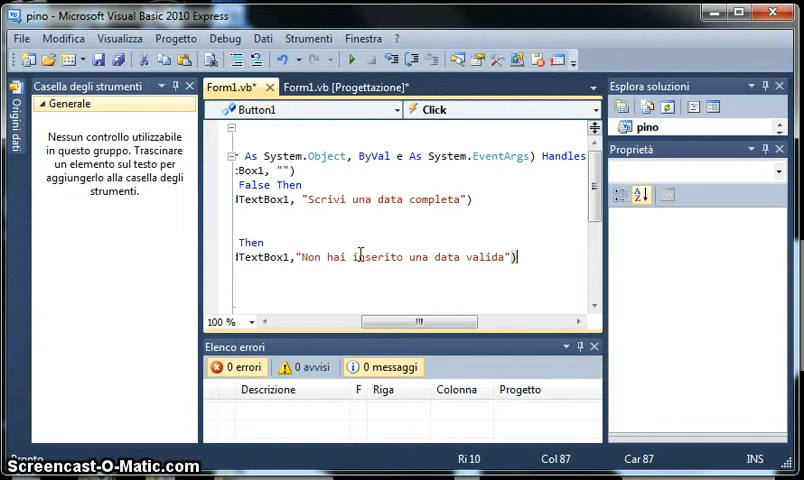 pino - Microsoft Visual Basic 2010 Express
File Modifica Visualizza Progetto Debug Dati Strumenti Finestra ?
Casella degli strumenti
Generale
Nessun controllo utilizzabile
in questo gruppo. Trascinare
un elemento sul testo per
aggiungerlo alla casella degli
strumenti.
Origini dati
Form1.vb* Form1.vb [Progettazione]*
Button1 Click
As System.Object, ByVal e As System.EventArgs) Handles
Box1, "")
False Then
dTextBox1, "Scrivi una data completa")
Then
dTextBox1,"Non hai inserito una data valida")
100 %
Elenco errori
0 errori 0 avvisi 0 messaggi
Descrizione F Riga Colonna Progetto
Esplora soluzioni
pino
Proprietà
Pronto Ri 10 Col 87 Car 87 INS
Screencast-O-Matic.com